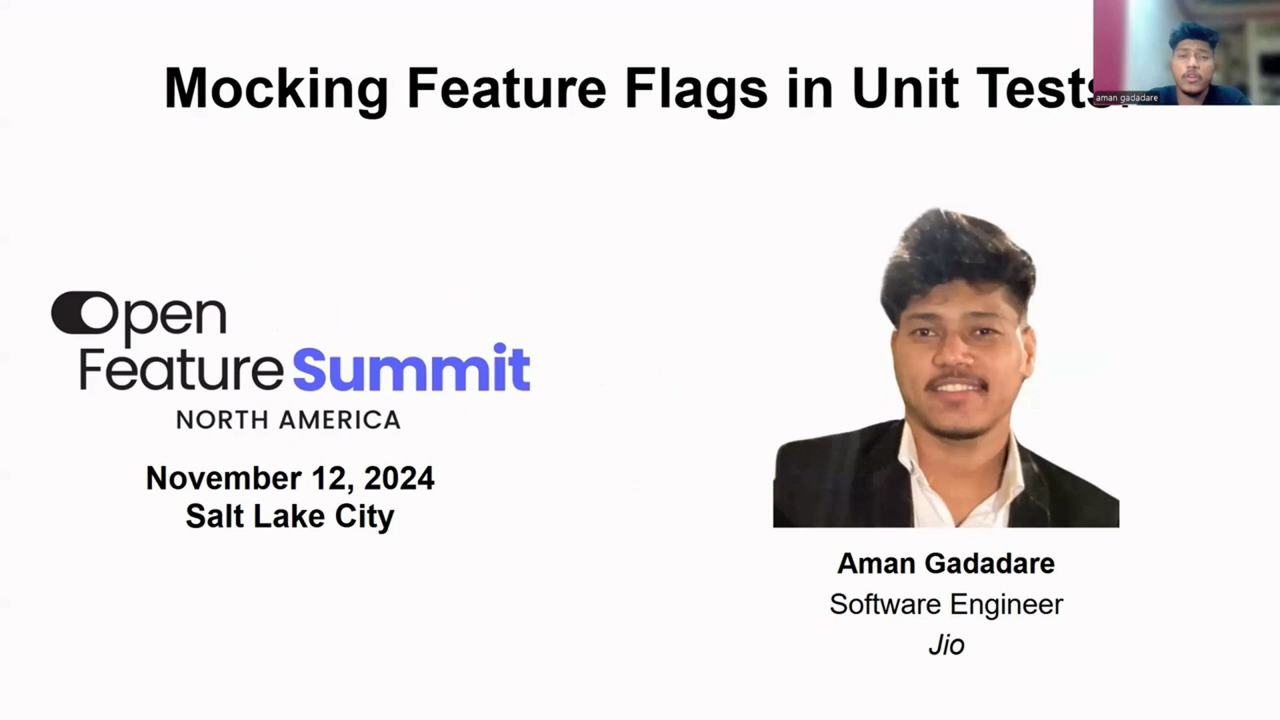 Mocking Feature Flags in Unit Tests
aman gadadare
Open
Feature Summit
NORTH AMERICA
November 12, 2024
Salt Lake City
Aman Gadadare
Software Engineer
Jio